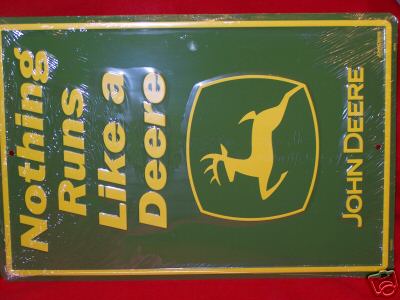 Nothing
Runs
Like a
Deere
JOHN DEERE